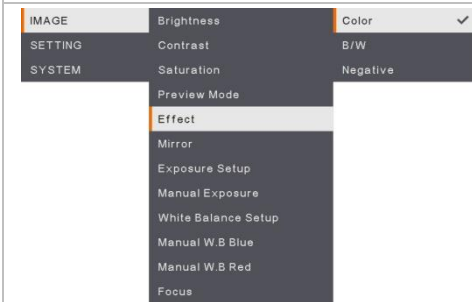 IMAGE
SETTING
SYSTEM
Brightness
Contrast
Saturation
Preview Mode
Effect
Mirror
Exposure Setup
Manual Exposure
White Balance Setup
Manual W.B Blue
Manual W.B Red
Focus
Color
B/W
Negative